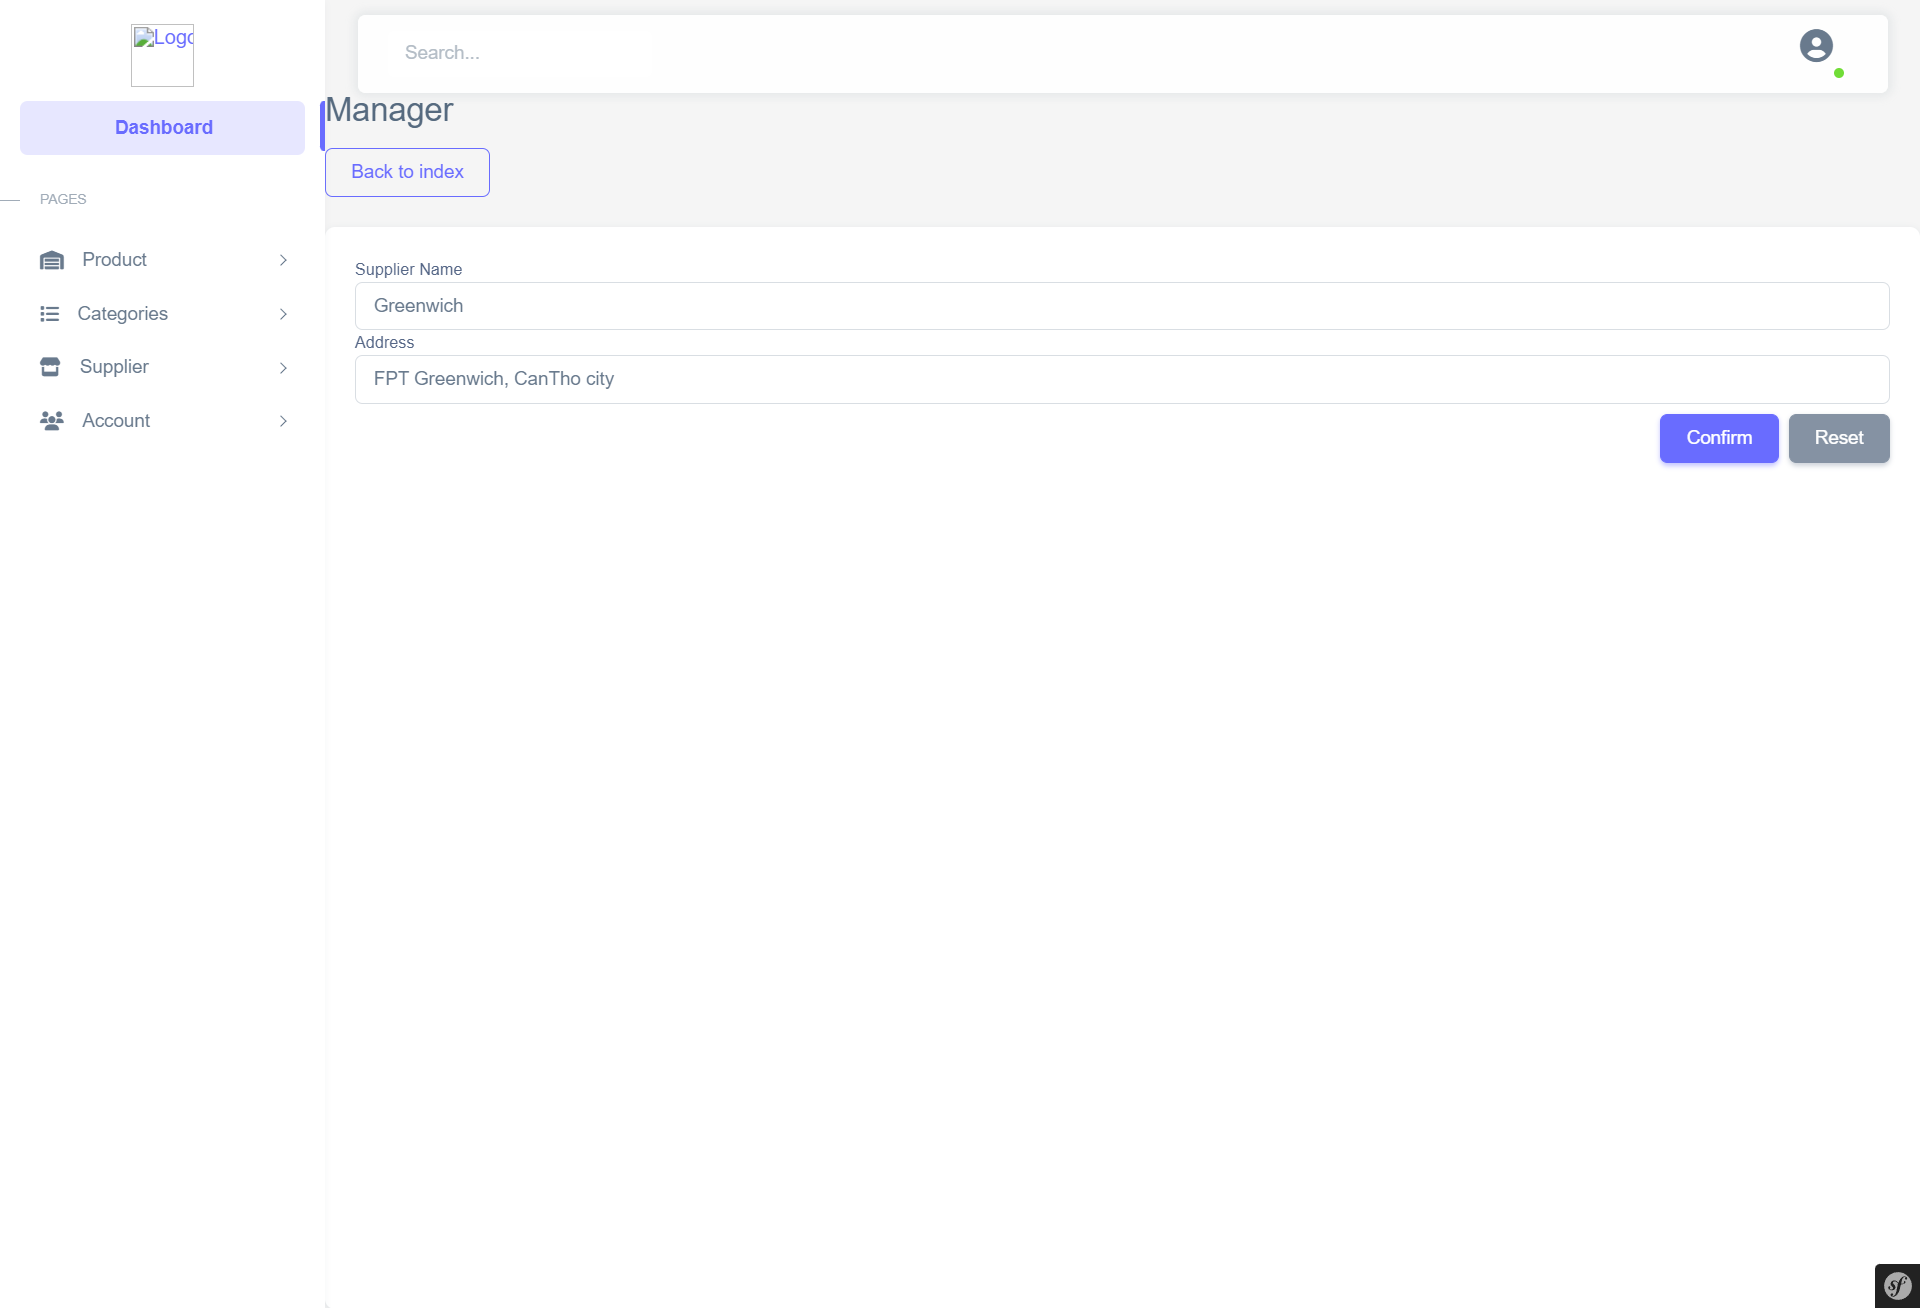 Logo
Search...
Dashboard
Manager
Back to index
PAGES
Product
Categories
Supplier
Account
Supplier Name
Greenwich
Address
FPT Greenwich, CanTho city
Confirm
Reset
sf